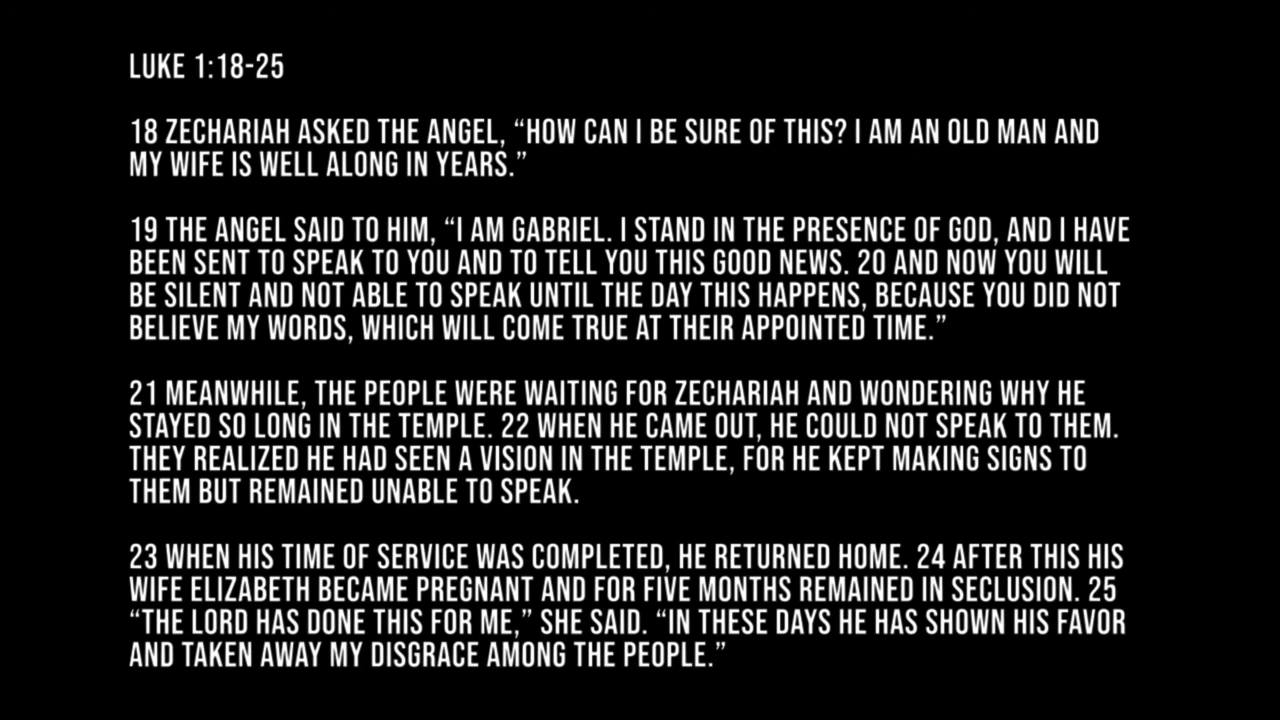 LUKE 1:18-25
18 ZECHARIAH ASKED THE ANGEL, “HOW CAN I BE SURE OF THIS? I AM AN OLD MAN AND
MY WIFE IS WELL ALONG IN YEARS.”
19 THE ANGEL SAID TO HIM, “I AM GABRIEL. I STAND IN THE PRESENCE OF GOD, AND I HAVE
BEEN SENT TO SPEAK TO YOU AND TO TELL YOU THIS GOOD NEWS. 20 AND NOW YOU WILL
BE SILENT AND NOT ABLE TO SPEAK UNTIL THE DAY THIS HAPPENS, BECAUSE YOU DID NOT
BELIEVE MY WORDS, WHICH WILL COME TRUE AT THEIR APPOINTED TIME.”
21 MEANWHILE, THE PEOPLE WERE WAITING FOR ZECHARIAH AND WONDERING WHY HE
STAYED SO LONG IN THE TEMPLE. 22 WHEN HE CAME OUT, HE COULD NOT SPEAK TO THEM.
THEY REALIZED HE HAD SEEN A VISION IN THE TEMPLE, FOR HE KEPT MAKING SIGNS TO
THEM BUT REMAINED UNABLE TO SPEAK.
23 WHEN HIS TIME OF SERVICE WAS COMPLETED, HE RETURNED HOME. 24 AFTER THIS HIS
WIFE ELIZABETH BECAME PREGNANT AND FOR FIVE MONTHS REMAINED IN SECLUSION. 25
“THE LORD HAS DONE THIS FOR ME,” SHE SAID. “IN THESE DAYS HE HAS SHOWN HIS FAVOR
AND TAKEN AWAY MY DISGRACE AMONG THE PEOPLE.”